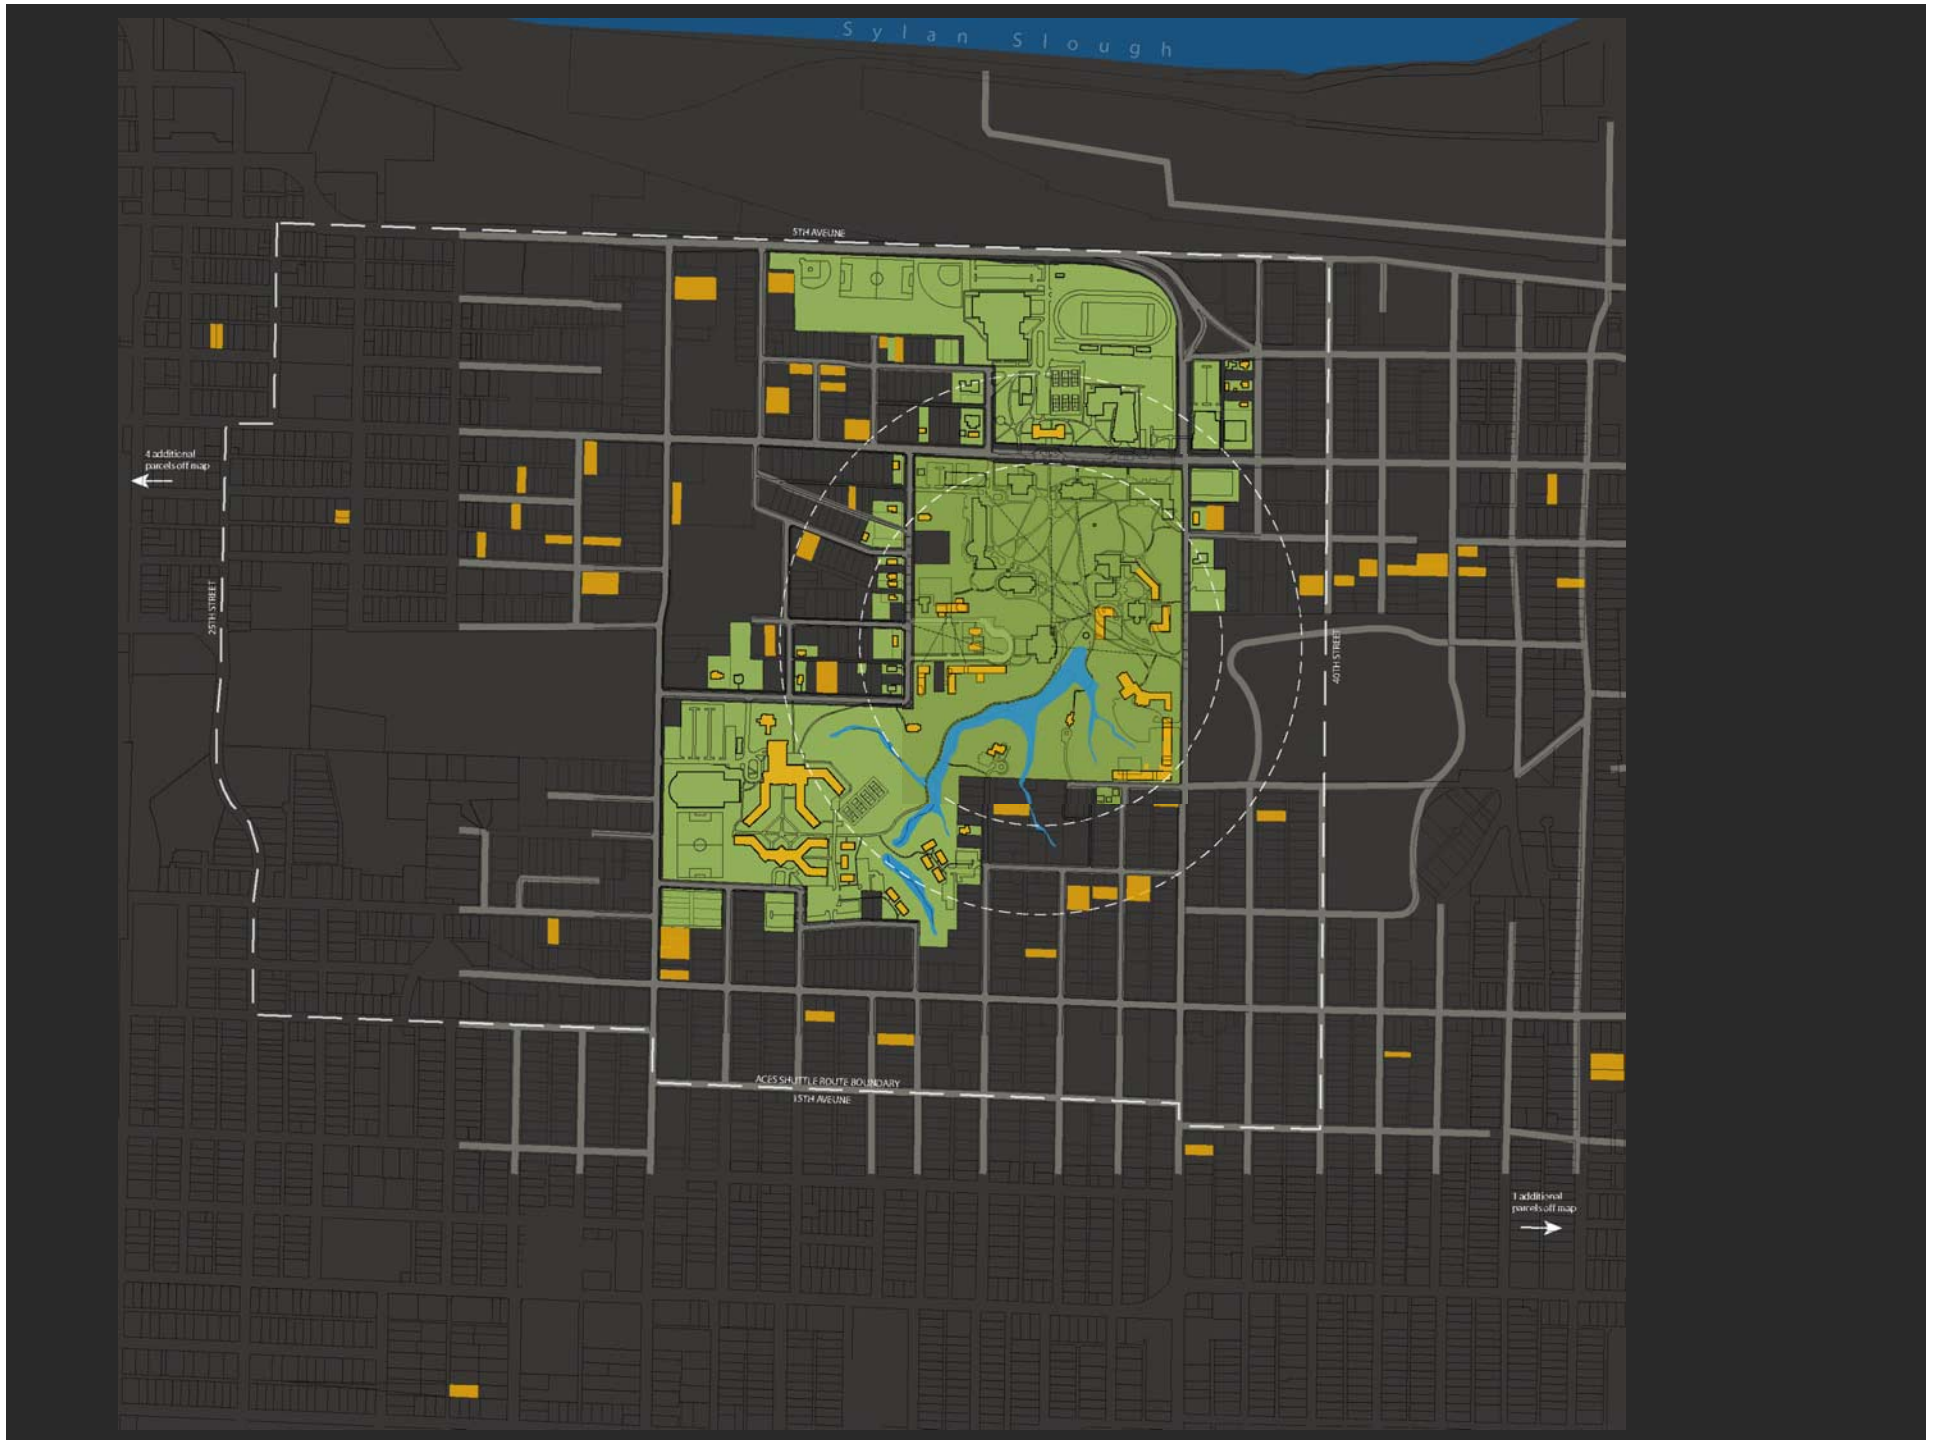 Sylan Slough
5TH AVEUNE
4 additional
parcels off map
25TH STREET
40TH STREET
ACES SHUTTLE ROUTE BOUNDARY
15TH AVEUNE
1 additional
parcels off map